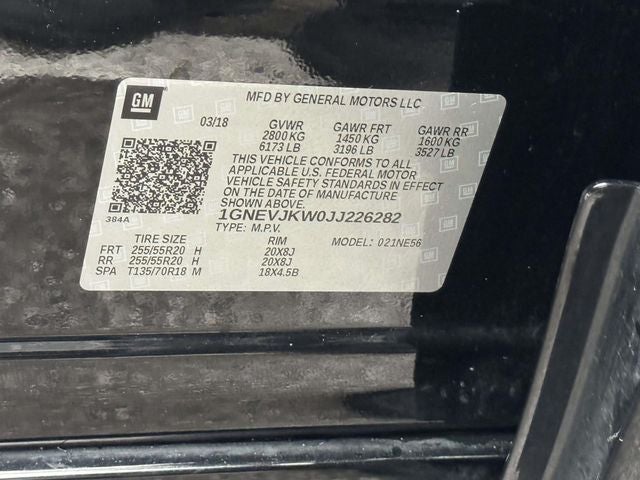 GM
MFD BY GENERAL MOTORS LLC
03/18 GVWR GAWR FRT GAWR RR
2800 KG 1450 KG 1600 KG
6173 LB 3196 LB 3527 LB
THIS VEHICLE CONFORMS TO ALL
APPLICABLE U.S. FEDERAL MOTOR
VEHICLE SAFETY STANDARDS IN EFFECT
ON THE DATE OF MANUFACTURE
SHOWN ABOVE.
384A
1GNEVJKW0JJ226282
TYPE: M.P.V.
TIRE SIZE RIM MODEL: 021NE56
FRT 255/55R20 H 20X8J
RR 255/55R20 H 20X8J
SPA T135/70R18 M 18X4.5B